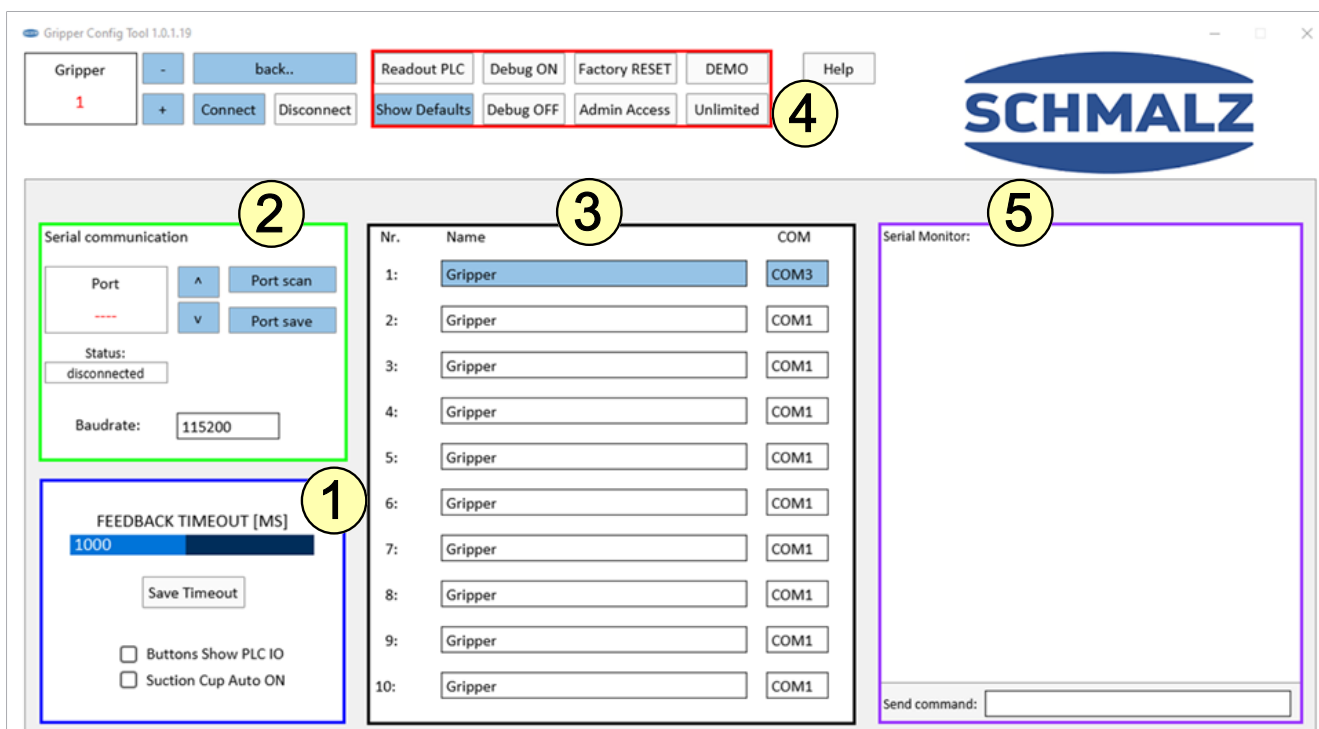 Gripper Config Tool 1.0.1.19
Gripper
1
-
+
back..
Connect
Disconnect
Readout PLC
Debug ON
Factory RESET
DEMO
Show Defaults
Debug OFF
Admin Access
Unlimited
4
Help
SCHMALZ
2
Serial communication
Port
----
^
v
Port scan
Port save
Status:
disconnected
Baudrate:
115200
1
FEEDBACK TIMEOUT [MS]
1000
Save Timeout
Buttons Show PLC IO
Suction Cup Auto ON
3
Nr. Name COM
1: Gripper COM3
2: Gripper COM1
3: Gripper COM1
4: Gripper COM1
5: Gripper COM1
6: Gripper COM1
7: Gripper COM1
8: Gripper COM1
9: Gripper COM1
10: Gripper COM1
5
Serial Monitor:
Send command: